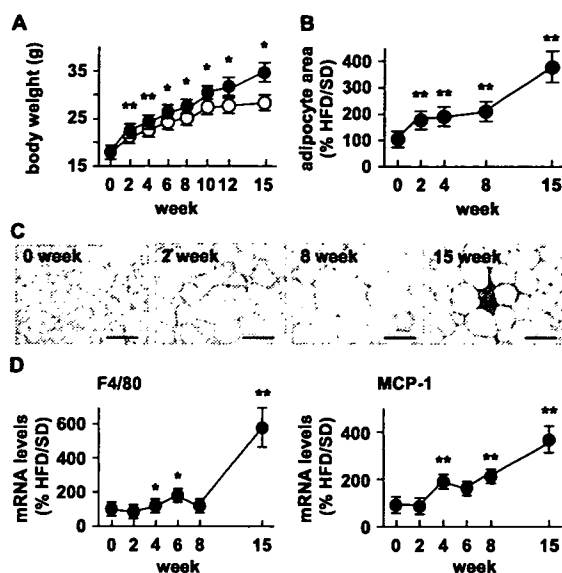 A
body weight (g)
35
25
15
** ** * * * * *
0 2 4 6 8 10 12 15
week
B
adipocyte area
(% HFD/SD)
400
300
200
100
0
** ** ** **
0 2 4 8 15
week
C
0 week 2 week 8 week 15 week
D
F4/80
mRNA levels
(% HFD/SD)
600
400
200
0
* * **
0 2 4 6 8 15
week
MCP-1
mRNA levels
(% HFD/SD)
400
200
0
** ** **
0 2 4 6 8 15
week